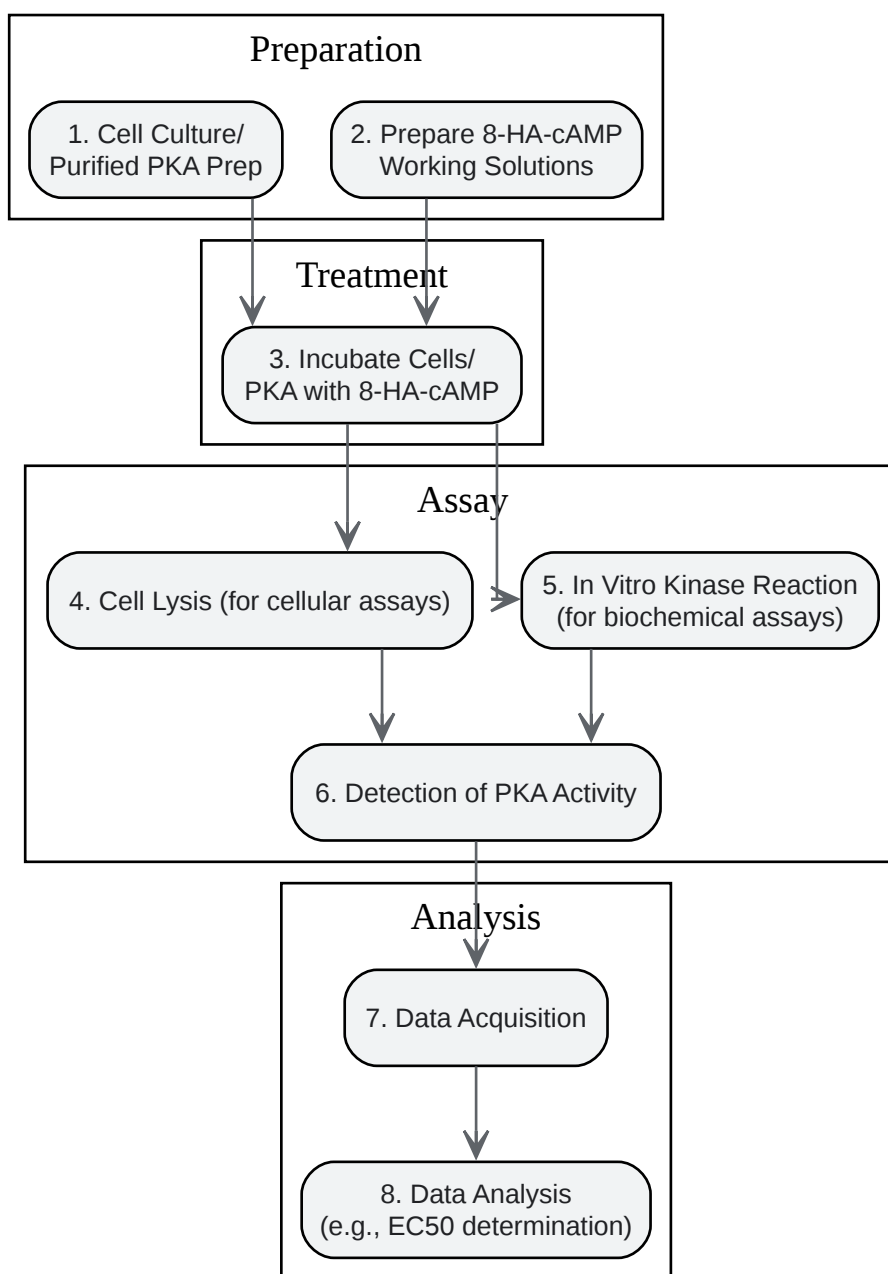 Preparation
1. Cell Culture/
Purified PKA Prep
2. Prepare 8-HA-cAMP
Working Solutions
Treatment
3. Incubate Cells/
PKA with 8-HA-cAMP
Assay
4. Cell Lysis (for cellular assays)
5. In Vitro Kinase Reaction
(for biochemical assays)
6. Detection of PKA Activity
Analysis
7. Data Acquisition
8. Data Analysis
(e.g., EC50 determination)